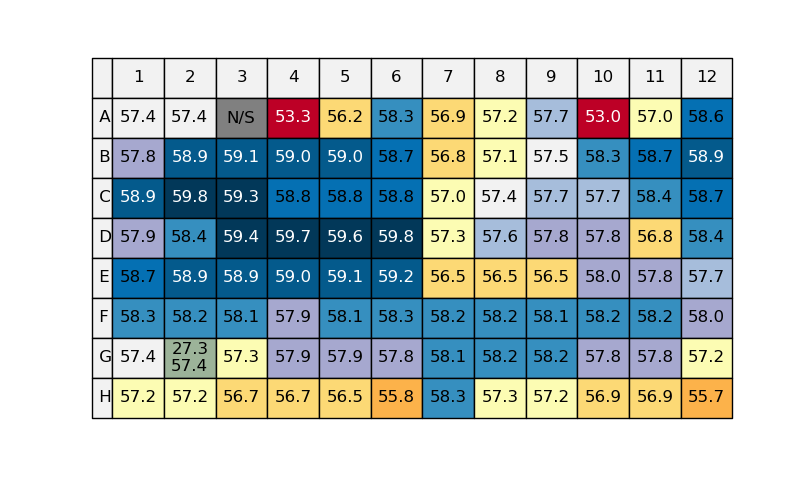 1 2 3 4 5 6 7 8 9 10 11 12
A 57.4 57.4 N/S 53.3 56.2 58.3 56.9 57.2 57.7 53.0 57.0 58.6
B 57.8 58.9 59.1 59.0 59.0 58.7 56.8 57.1 57.5 58.3 58.7 58.9
C 58.9 59.8 59.3 58.8 58.8 58.8 57.0 57.4 57.7 57.7 58.4 58.7
D 57.9 58.4 59.4 59.7 59.6 59.8 57.3 57.6 57.8 57.8 56.8 58.4
E 58.7 58.9 58.9 59.0 59.1 59.2 56.5 56.5 56.5 58.0 57.8 57.7
F 58.3 58.2 58.1 57.9 58.1 58.3 58.2 58.2 58.1 58.2 58.2 58.0
G 57.4 27.3 57.4 57.3 57.9 57.9 57.8 58.1 58.2 58.2 57.8 57.8 57.2
H 57.2 57.2 56.7 56.7 56.5 55.8 58.3 57.3 57.2 56.9 56.9 55.7